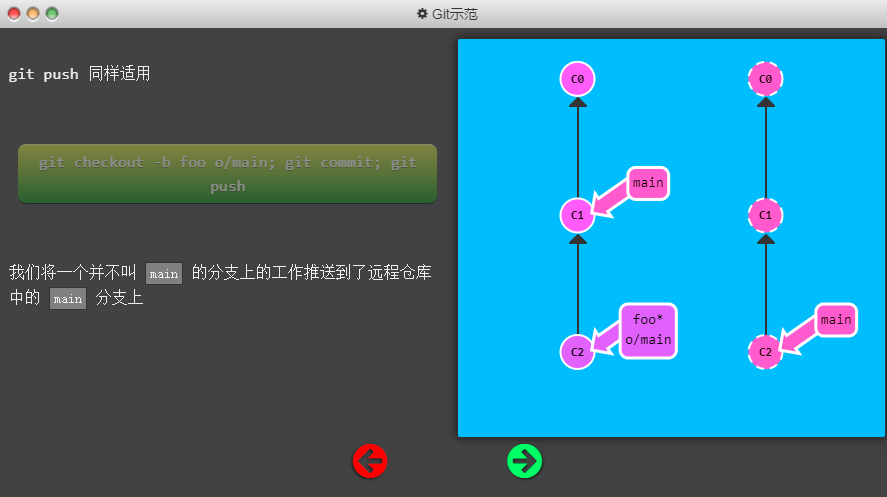 Git示范
git push 同样适用
git checkout -b foo o/main; git commit; git
push
我们将一个并不叫 main 的分支上的工作推送到了远程仓库
中的 main 分支上
C0
C0
main
C1
C1
foo*
o/main
main
C2
C2